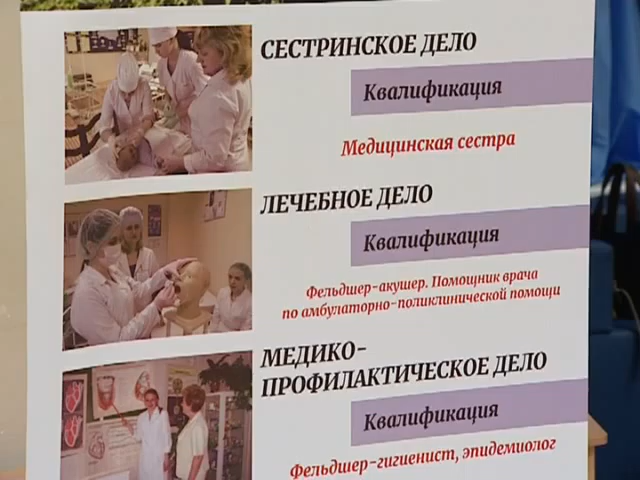 СЕСТРИНСКОЕ ДЕЛО
Квалификация
Медицинская сестра
ЛЕЧЕБНОЕ ДЕЛО
Квалификация
Фельдшер-акушер. Помощник врача
по амбулаторно-поликлинической помощи
МЕДИКО-
ПРОФИЛАКТИЧЕСКОЕ ДЕЛО
Квалификация
Фельдшер-гигиенист, эпидемиолог